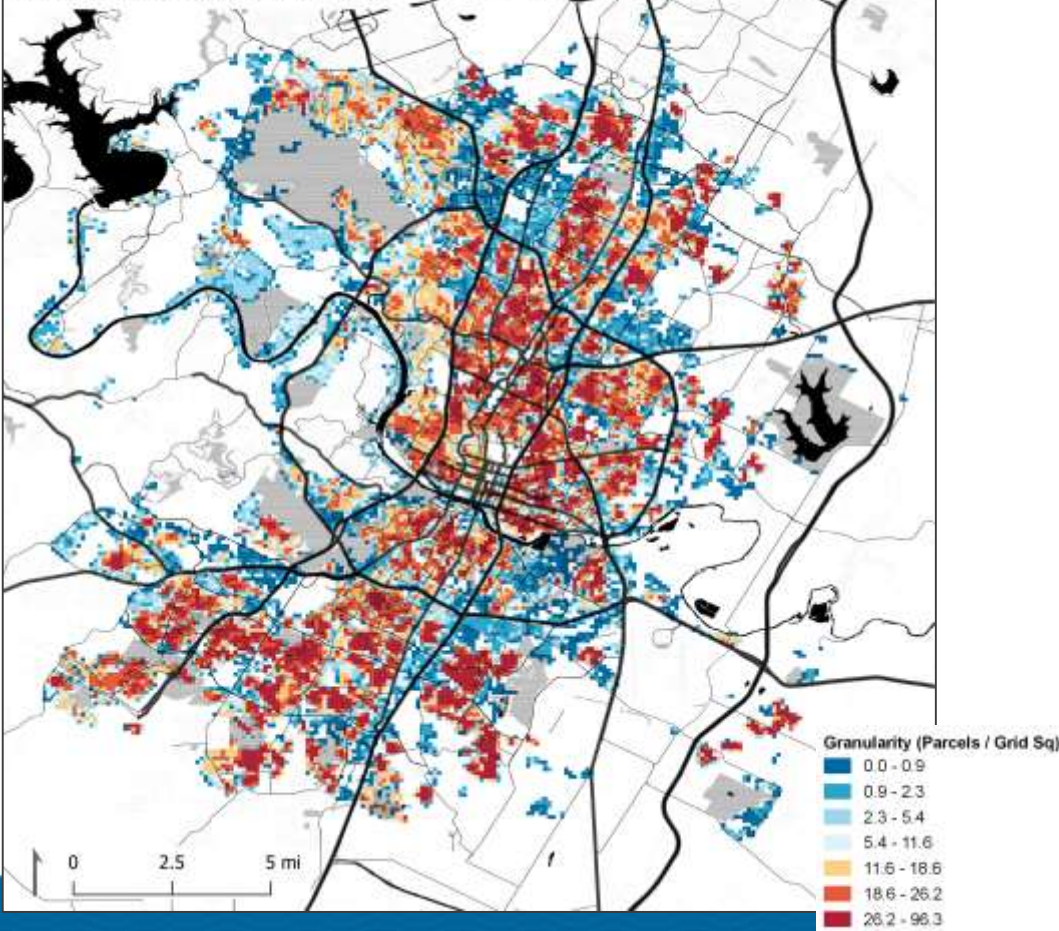 0 2.5 5 mi
Granularity (Parcels / Grid Sq)
0.0 - 0.9
0.9 - 2.3
2.3 - 5.4
5.4 - 11.6
11.6 - 18.6
18.6 - 26.2
26.2 - 96.3